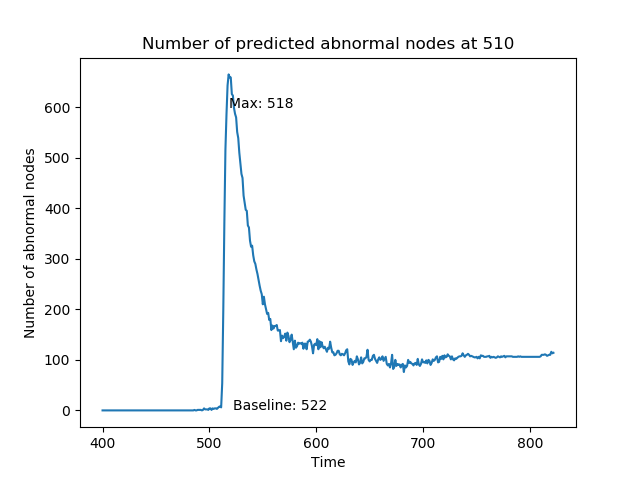 Number of predicted abnormal nodes at 510
Number of abnormal nodes
600
500
400
300
200
100
0
Max: 518
Baseline: 522
400 500 600 700 800
Time